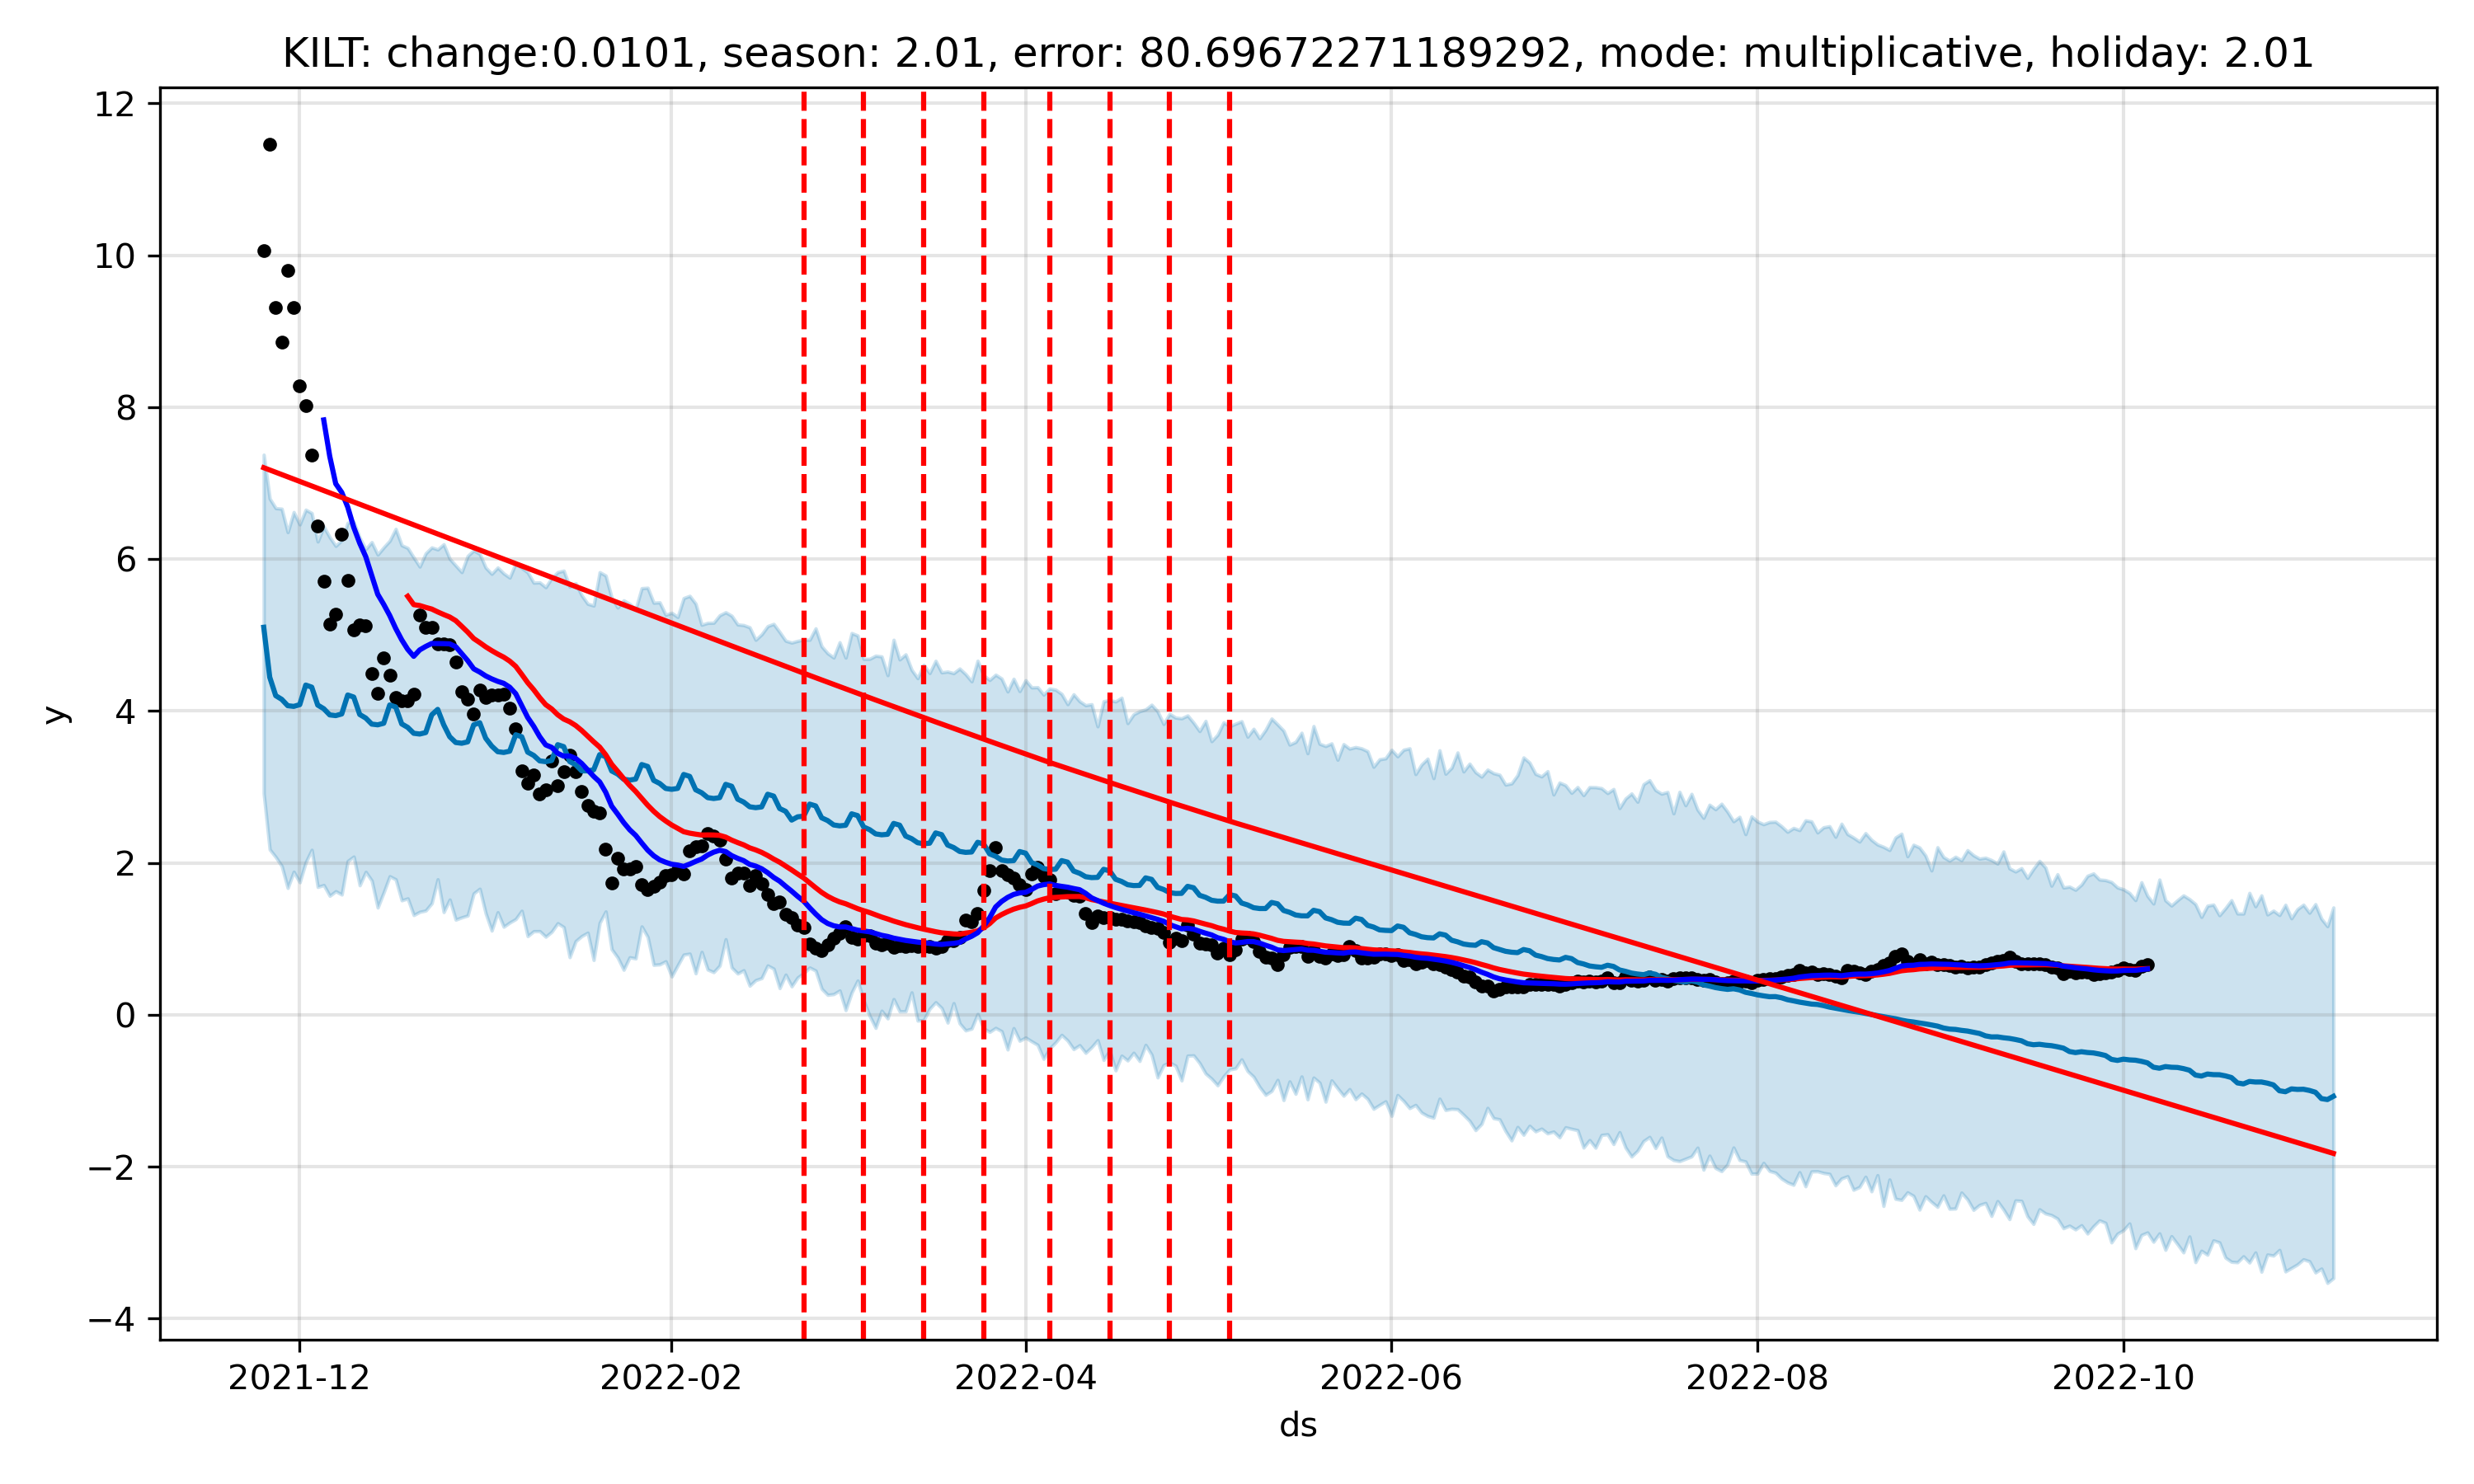 KILT: change:0.0101, season: 2.01, error: 80.69672271189292, mode: multiplicative, holiday: 2.01
12
10
8
6
4
2
0
−2
−4
y
2021-12 2022-02 2022-04 2022-06 2022-08 2022-10
ds